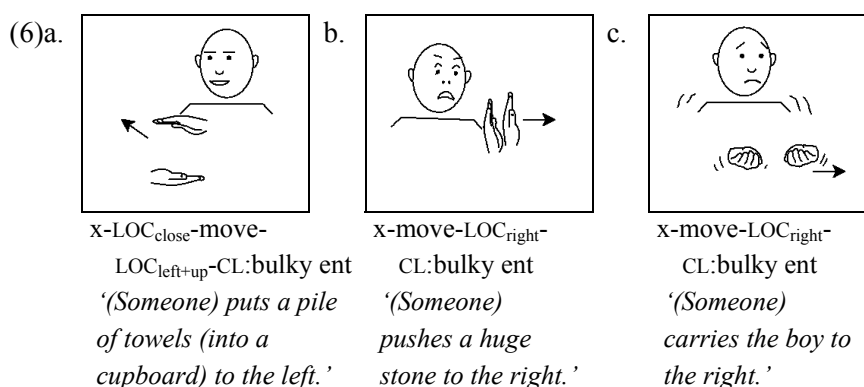 (6)a. b. c.
x-LOCclose-move- x-move-LOCright- x-move-LOCright-
LOCleft+up-CL:bulky ent CL:bulky ent CL:bulky ent
‘(Someone) puts a pile ‘(Someone) ‘(Someone)
of towels (into a pushes a huge carries the boy to
cupboard) to the left.’ stone to the right.’ the right.’